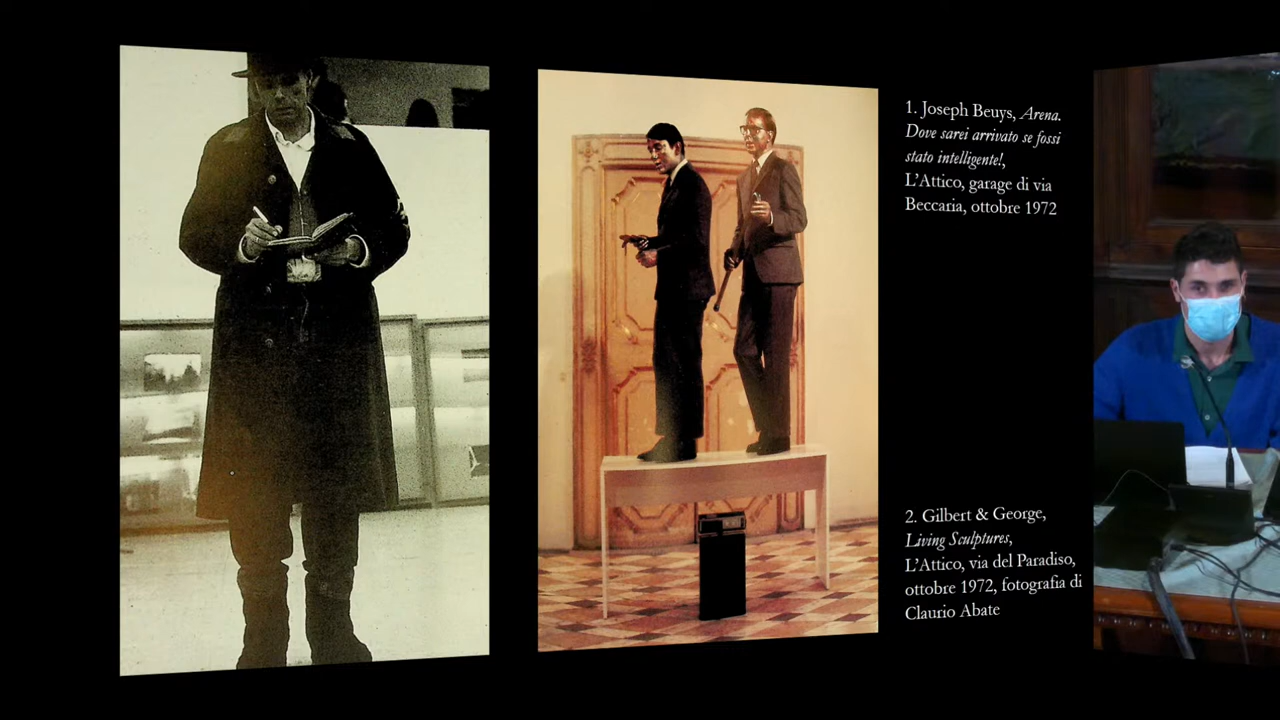 1. Joseph Beuys, Arena.
Dove sarei arrivato se fossi
stato intelligente!,
L'Attico, garage di via
Beccaria, ottobre 1972
2. Gilbert & George,
Living Sculptures,
L'Attico, via del Paradiso,
ottobre 1972, fotografia di
Claurio Abate